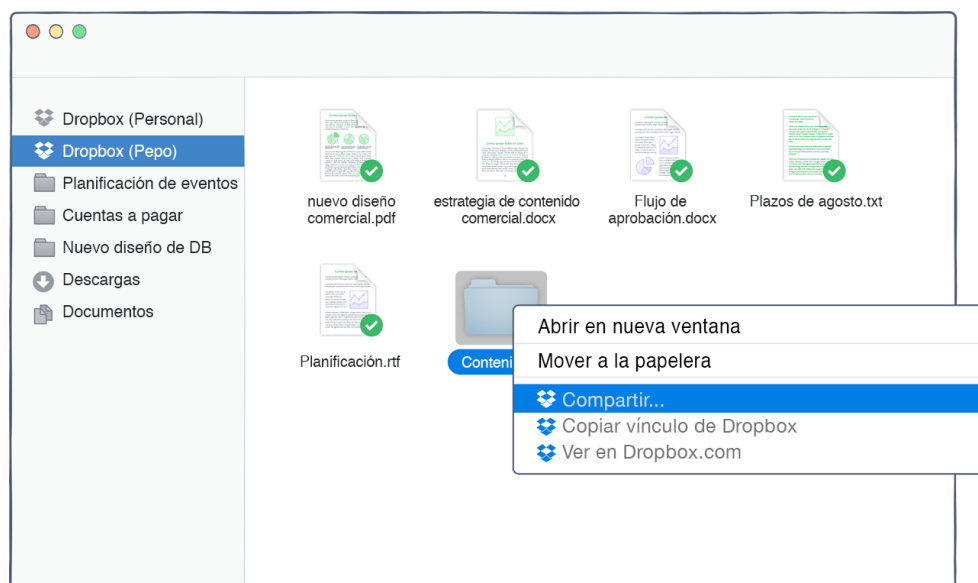 Dropbox (Personal)
Dropbox (Pepo)
Planificación de eventos
Cuentas a pagar
Nuevo diseño de DB
Descargas
Documentos
nuevo diseño
comercial.pdf
estrategia de contenido
comercial.docx
Flujo de
aprobación.docx
Plazos de agosto.txt
Planificación.rtf
Conteni
Abrir en nueva ventana
Mover a la papelera
Compartir...
Copiar vínculo de Dropbox
Ver en Dropbox.com